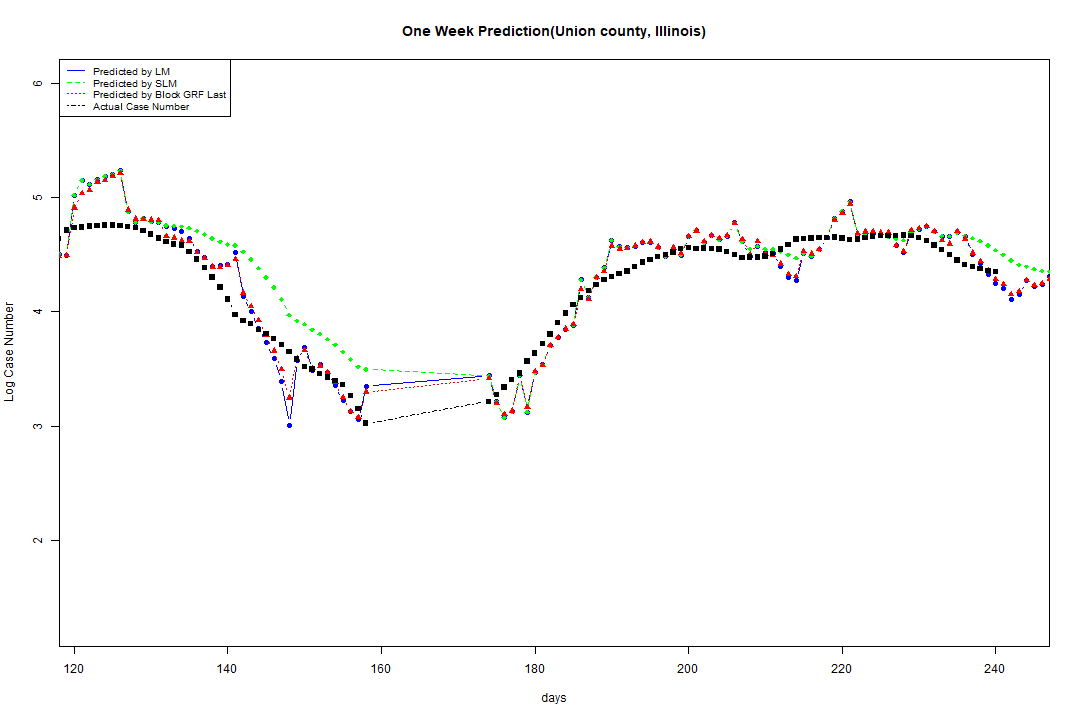 One Week Prediction(Union county, Illinois)
Predicted by LM
Predicted by SLM
Predicted by Block GRF Last
Actual Case Number
6
5
4
3
2
Log Case Number
120 140 160 180 200 220 240
days